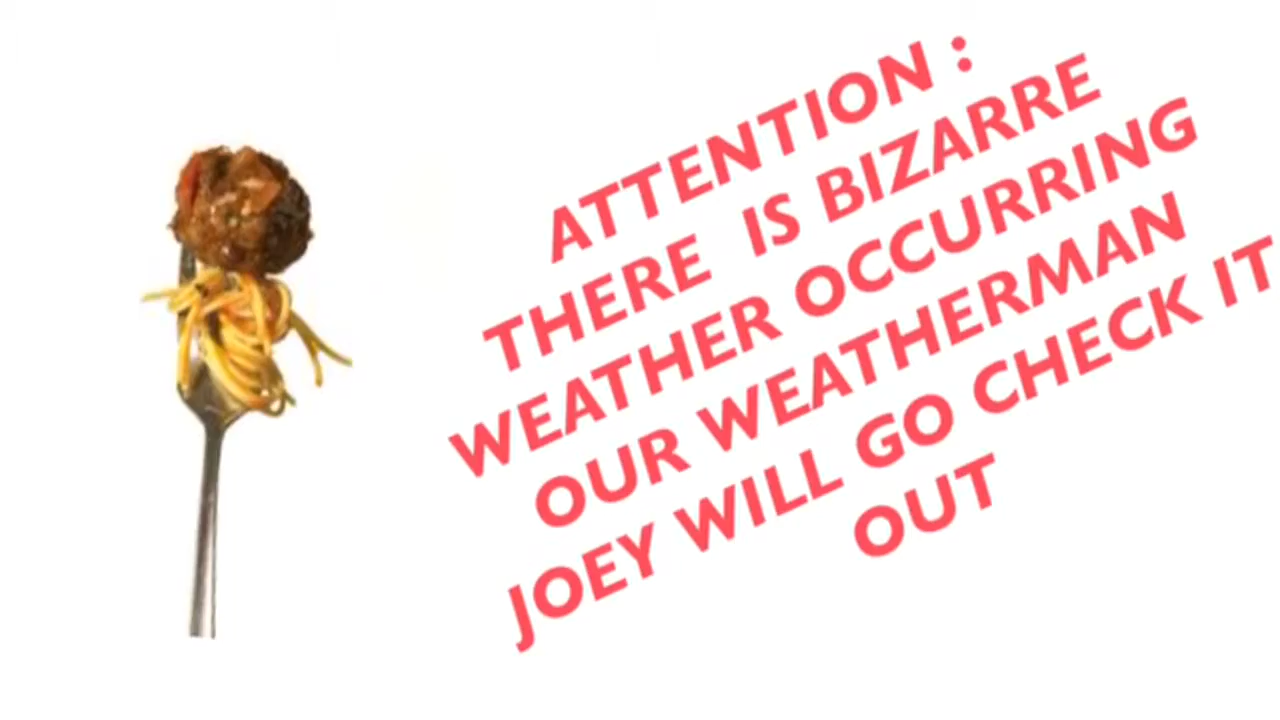 ATTENTION :
THERE IS BIZARRE
WEATHER OCCURRING
OUR WEATHERMAN
JOEY WILL GO CHECK IT
OUT